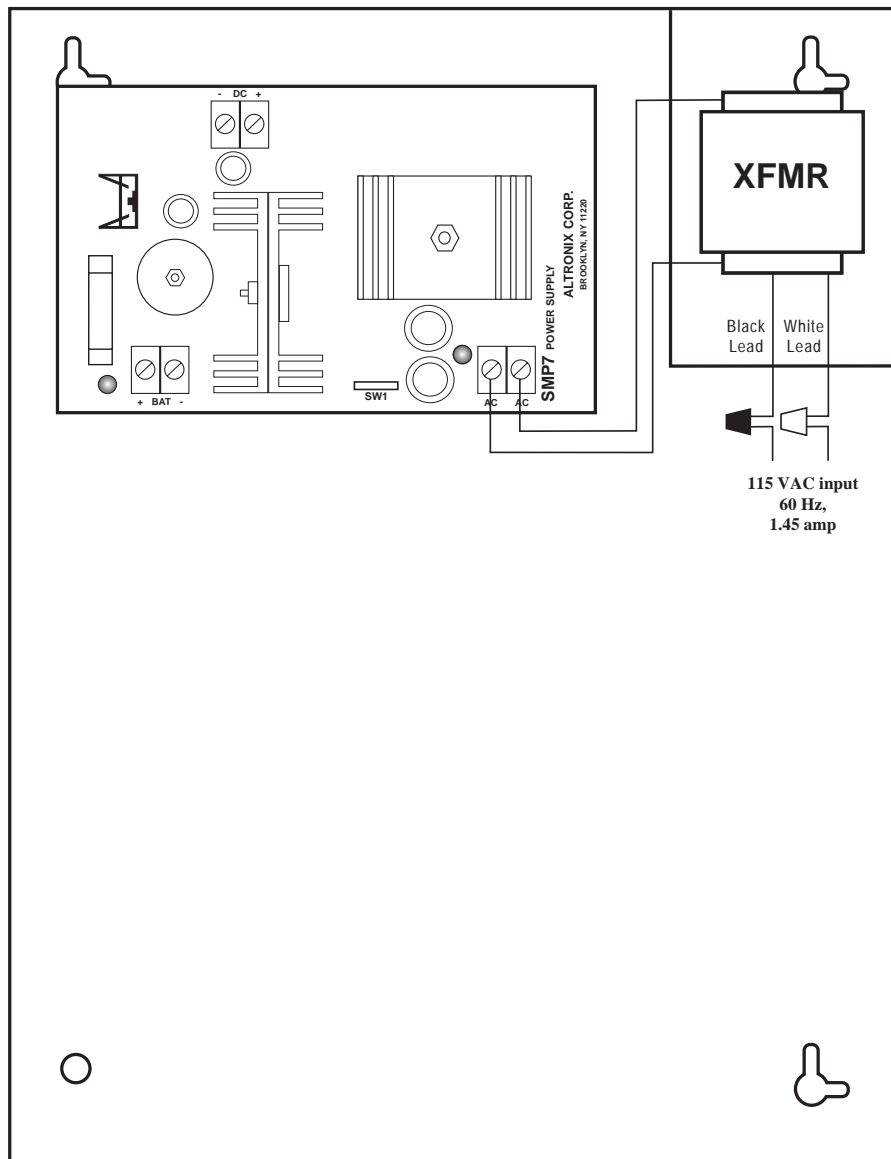 - DC +
XFMR
ALTRONIX CORP.
BROOKLYN, NY 11220
SMP7 POWER SUPPLY
Black
Lead
White
Lead
+ BAT -
SW1
AC AC
115 VAC input
60 Hz,
1.45 amp